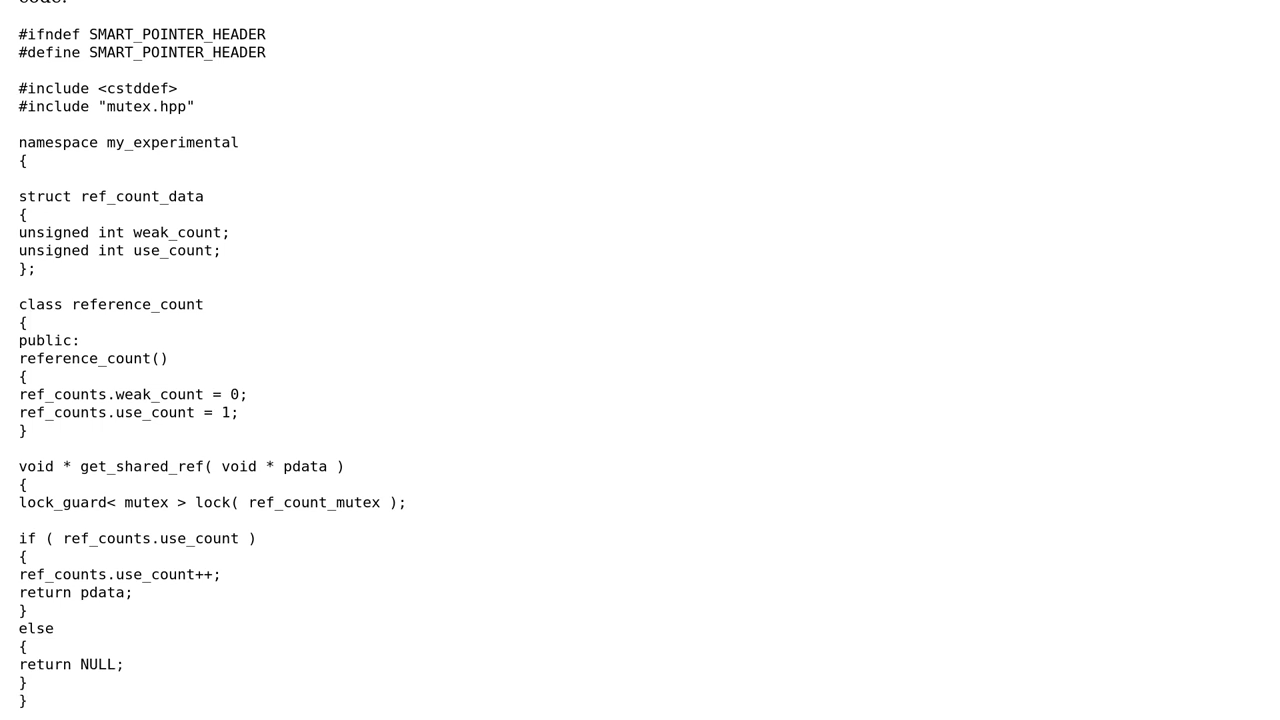 code:
#ifndef SMART_POINTER_HEADER
#define SMART_POINTER_HEADER
#include <cstddef>
#include "mutex.hpp"
namespace my_experimental
{
struct ref_count_data
{
unsigned int weak_count;
unsigned int use_count;
};
class reference_count
{
public:
reference_count()
{
ref_counts.weak_count = 0;
ref_counts.use_count = 1;
}
void * get_shared_ref( void * pdata )
{
lock_guard< mutex > lock( ref_count_mutex );
if ( ref_counts.use_count )
{
ref_counts.use_count++;
return pdata;
}
else
{
return NULL;
}
}